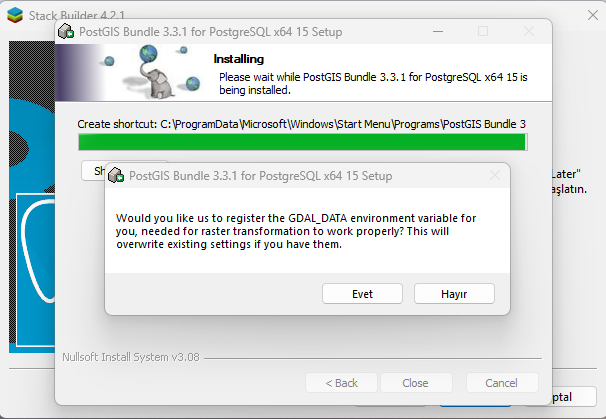 Stack Builder 4.2.1
PostGIS Bundle 3.3.1 for PostgreSQL x64 15 Setup
Installing
Please wait while PostGIS Bundle 3.3.1 for PostgreSQL x64 15 is
being installed.
Create shortcut: C:\ProgramData\Microsoft\Windows\Start Menu\Programs\PostGIS Bundle 3
Later"
PostGIS Bundle 3.3.1 for PostgreSQL x64 15 Setup
Would you like us to register the GDAL_DATA environment variable for
you, needed for raster transformation to work properly? This will
overwrite existing settings if you have them.
Evet
Hayır
Nullsoft Install System v3.08
< Back
Close
Cancel